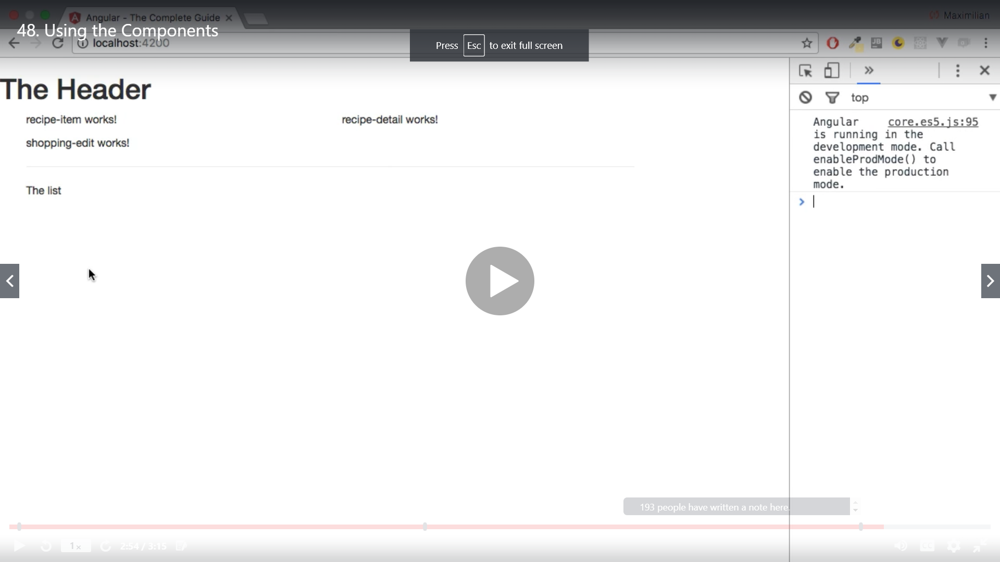 Angular - The Complete Guide
Maximilian
48. Using the Components
localhost:4200
Press Esc to exit full screen
JB
The Header
top
recipe-item works!
recipe-detail works!
shopping-edit works!
The list
Angular core.es5.js:95
is running in the
development mode. Call
enableProdMode() to
enable the production
mode.
193 people have written a note here.
1x
2:54 / 3:15
CC